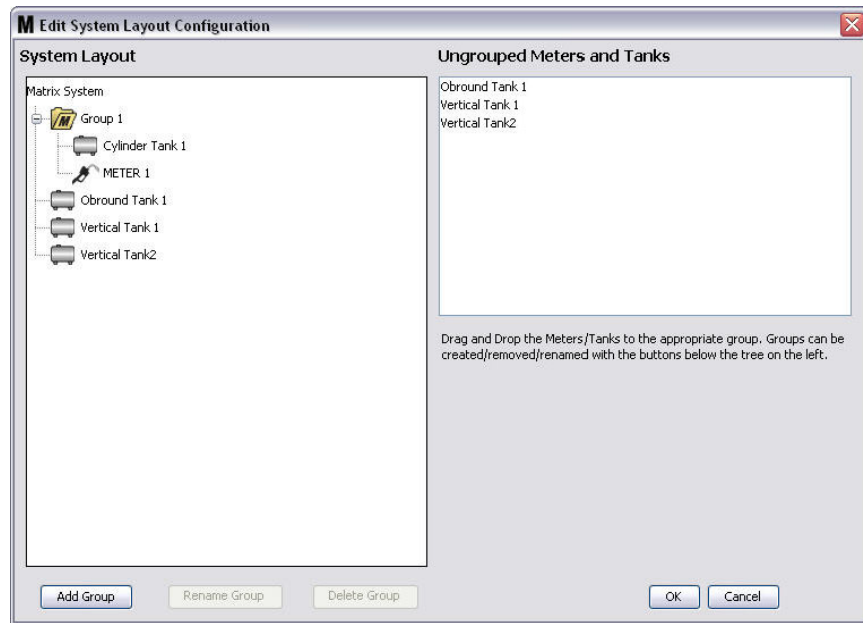 M Edit System Layout Configuration
System Layout
Matrix System
M Group 1
Cylinder Tank 1
METER 1
Obround Tank 1
Vertical Tank 1
Vertical Tank2
Ungrouped Meters and Tanks
Obround Tank 1
Vertical Tank 1
Vertical Tank2
Drag and Drop the Meters/Tanks to the appropriate group. Groups can be
created/removed/renamed with the buttons below the tree on the left.
Add Group Rename Group Delete Group OK Cancel